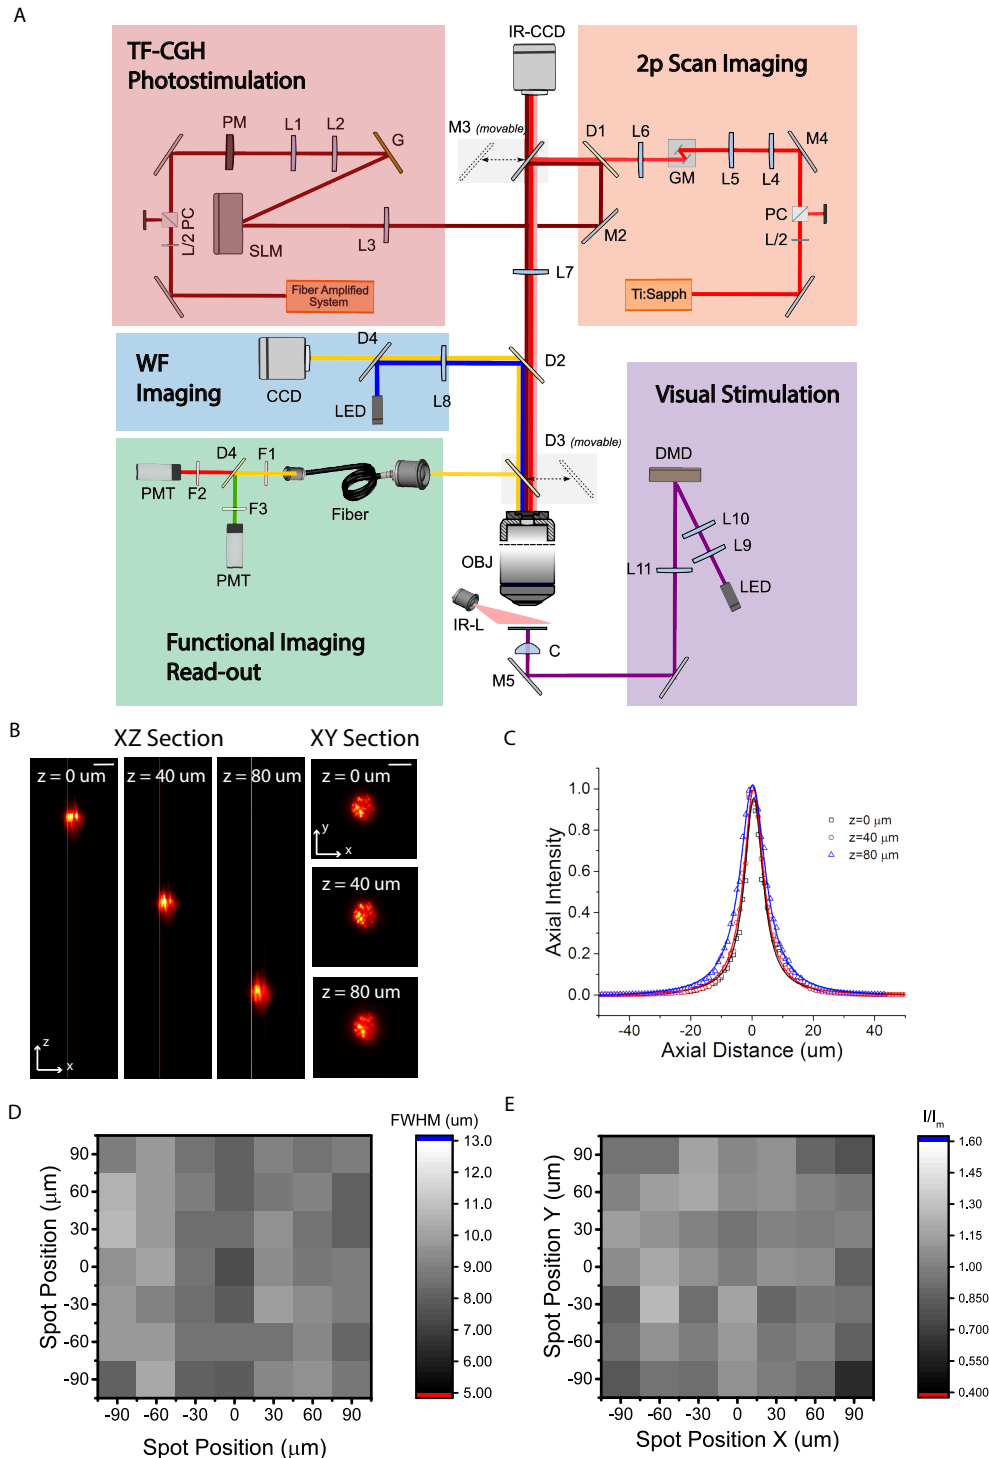 A
TF-CGH
Photostimulation
IR-CCD
2p Scan Imaging
PM
L1
L2
G
M3 (movable)
D1
L6
M4
GM
L5
L4
L/2 PC
SLM
L3
M2
PC
L/2
L7
Fiber Amplified
System
Ti:Sapph
WF
Imaging
CCD
D4
LED
L8
D2
Visual Stimulation
D3 (movable)
DMD
D4
F1
PMT
F2
F3
Fiber
PMT
OBJ
L10
L9
L11
LED
IR-L
C
M5
Functional Imaging
Read-out
B
XZ Section
XY Section
z = 0 um
z = 40 um
z = 80 um
z
x
z = 0 um
y
x
z = 40 um
z = 80 um
C
Axial Intensity
1.0
0.8
0.6
0.4
0.2
0.0
-40
-20
0
20
40
Axial Distance (um)
z=0 μm
z=40 μm
z=80 μm
D
FWHM (um)
Spot Position (μm)
90
60
30
0
-30
-60
-90
-90
-60
-30
0
30
60
90
Spot Position (μm)
13.0
12.0
11.0
10.0
9.00
8.00
7.00
6.00
5.00
E
I/Im
Spot Position Y (um)
90
60
30
0
-30
-60
-90
-90
-60
-30
0
30
60
90
Spot Position X (um)
1.60
1.45
1.30
1.15
1.00
0.850
0.700
0.550
0.400